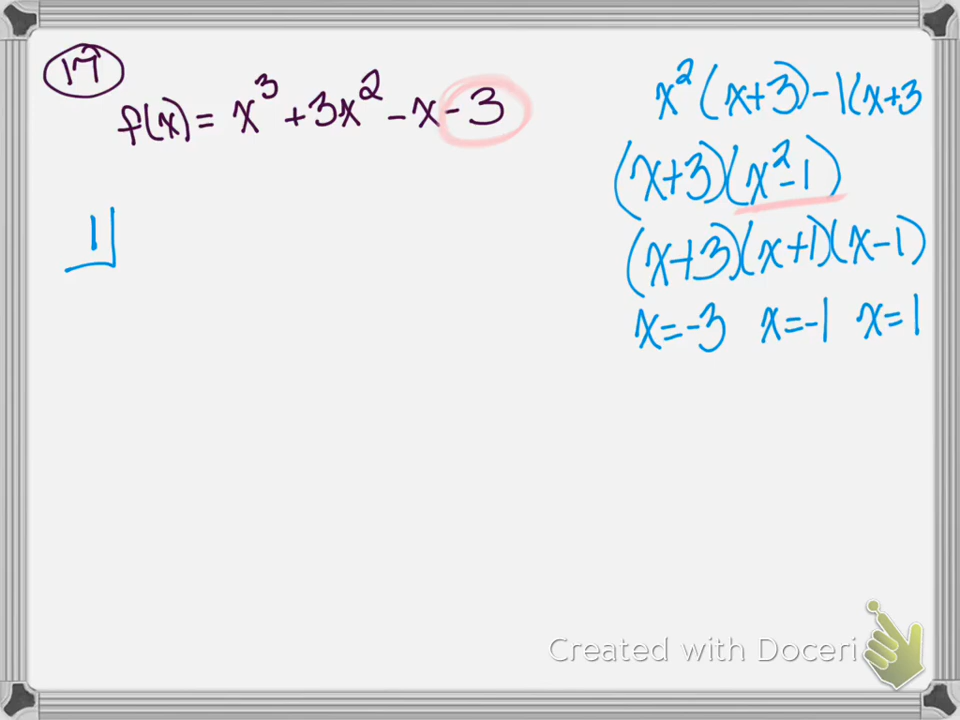 17
f(x) = x³ + 3x² - x - 3
1
x²(x+3) - 1(x+3
(x+3)(x²-1)
(x+3)(x+1)(x-1)
x=-3 x=-1 x=1
Created with Doceri